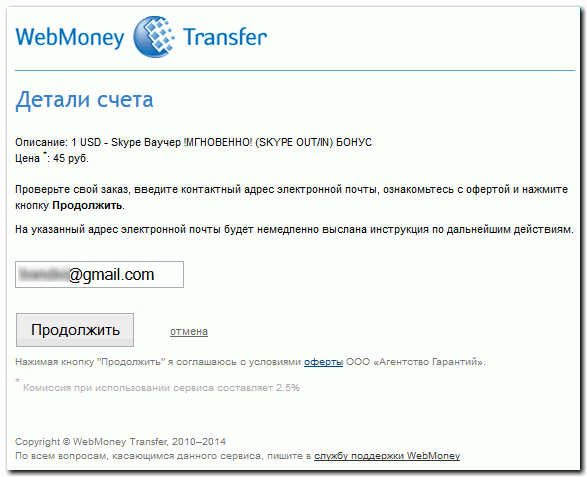 WebMoney Transfer
Детали счета
Описание: 1 USD - Skype Ваучер !МГНОВЕННО! (SKYPE OUT/IN) БОНУС
Цена *: 45 руб.
Проверьте свой заказ, введите контактный адрес электронной почты, ознакомьтесь с офертой и нажмите
кнопку Продолжить.
На указанный адрес электронной почты будет немедленно выслана инструкция по дальнейшим действиям.
@gmail.com
Продолжить отмена
Нажимая кнопку "Продолжить" я соглашаюсь с условиями оферты ООО «Агентство Гарантий».
* Комиссия при использовании сервиса составляет 2.5%
Copyright © WebMoney Transfer, 2010–2014
По всем вопросам, касающимся данного сервиса, пишите в службу поддержки WebMoney